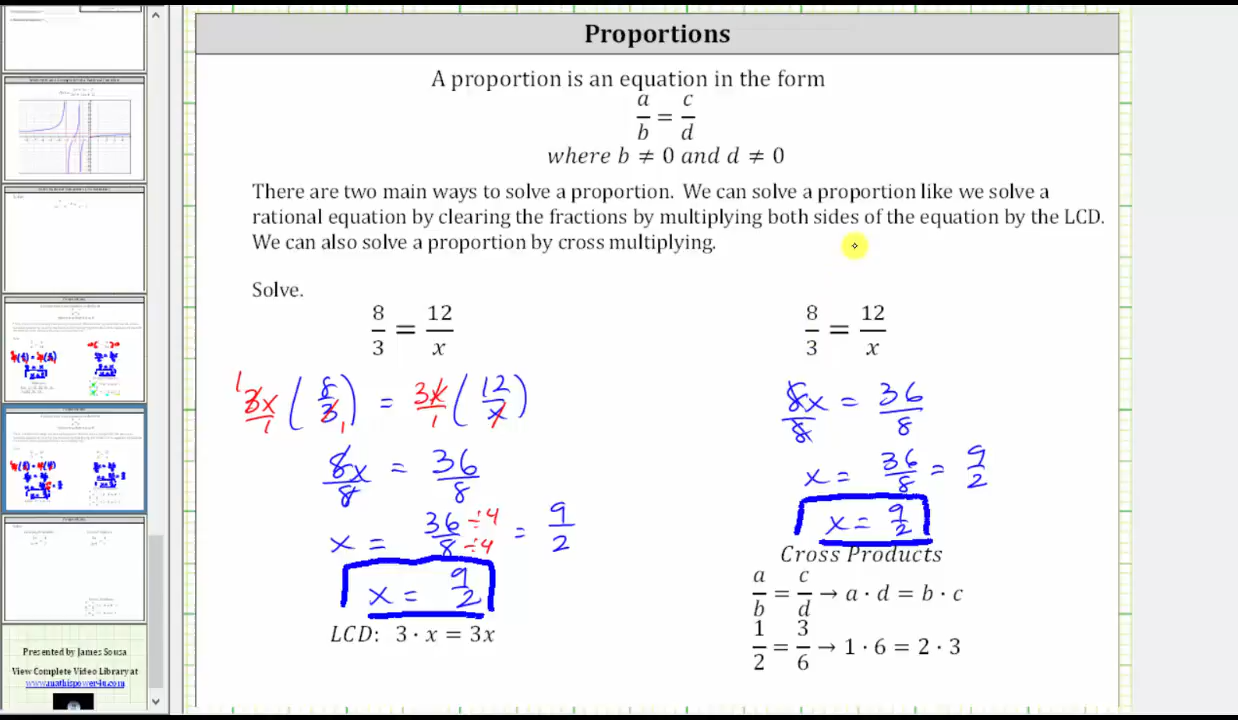 Proportions
A proportion is an equation in the form
a/b = c/d
where b ≠ 0 and d ≠ 0
There are two main ways to solve a proportion. We can solve a proportion like we solve a
rational equation by clearing the fractions by multiplying both sides of the equation by the LCD.
We can also solve a proportion by cross multiplying.
Solve.
8/3 = 12/x
1 3x/1 (8/3 1) = 3x/1 (12/x)
8x/8 = 36/8
x = 36/8 ÷4/÷4 = 9/2
x = 9/2
LCD: 3 · x = 3x
8/3 = 12/x
8x/8 = 36/8
x = 36/8 = 9/2
x = 9/2
Cross Products
a/b = c/d → a · d = b · c
1/2 = 3/6 → 1 · 6 = 2 · 3
Presented by James Sousa
View Complete Video Library at
www.mathispower4u.com